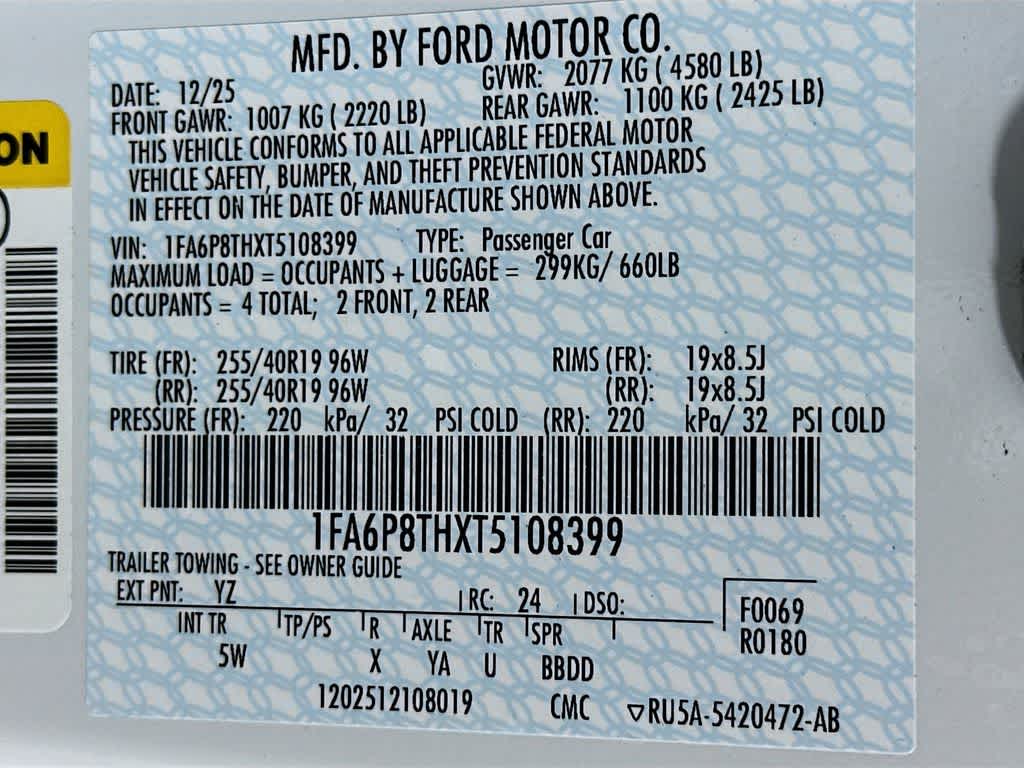 ON
MFD. BY FORD MOTOR CO.
DATE: 12/25 GVWR: 2077 KG ( 4580 LB)
FRONT GAWR: 1007 KG ( 2220 LB) REAR GAWR: 1100 KG ( 2425 LB)
THIS VEHICLE CONFORMS TO ALL APPLICABLE FEDERAL MOTOR
VEHICLE SAFETY, BUMPER, AND THEFT PREVENTION STANDARDS
IN EFFECT ON THE DATE OF MANUFACTURE SHOWN ABOVE.
VIN: 1FA6P8THXT5108399 TYPE: Passenger Car
MAXIMUM LOAD = OCCUPANTS + LUGGAGE = 299KG/ 660LB
OCCUPANTS = 4 TOTAL; 2 FRONT, 2 REAR
TIRE (FR): 255/40R19 96W RIMS (FR): 19x8.5J
(RR): 255/40R19 96W (RR): 19x8.5J
PRESSURE (FR): 220 kPa/ 32 PSI COLD (RR): 220 kPa/ 32 PSI COLD
1FA6P8THXT5108399
TRAILER TOWING - SEE OWNER GUIDE
EXT PNT: YZ RC: 24 DSO: F0069
INT TR TP/PS R AXLE TR SPR R0180
5W X YA U BBDD
1202512108019 CMC ▽RU5A-5420472-AB